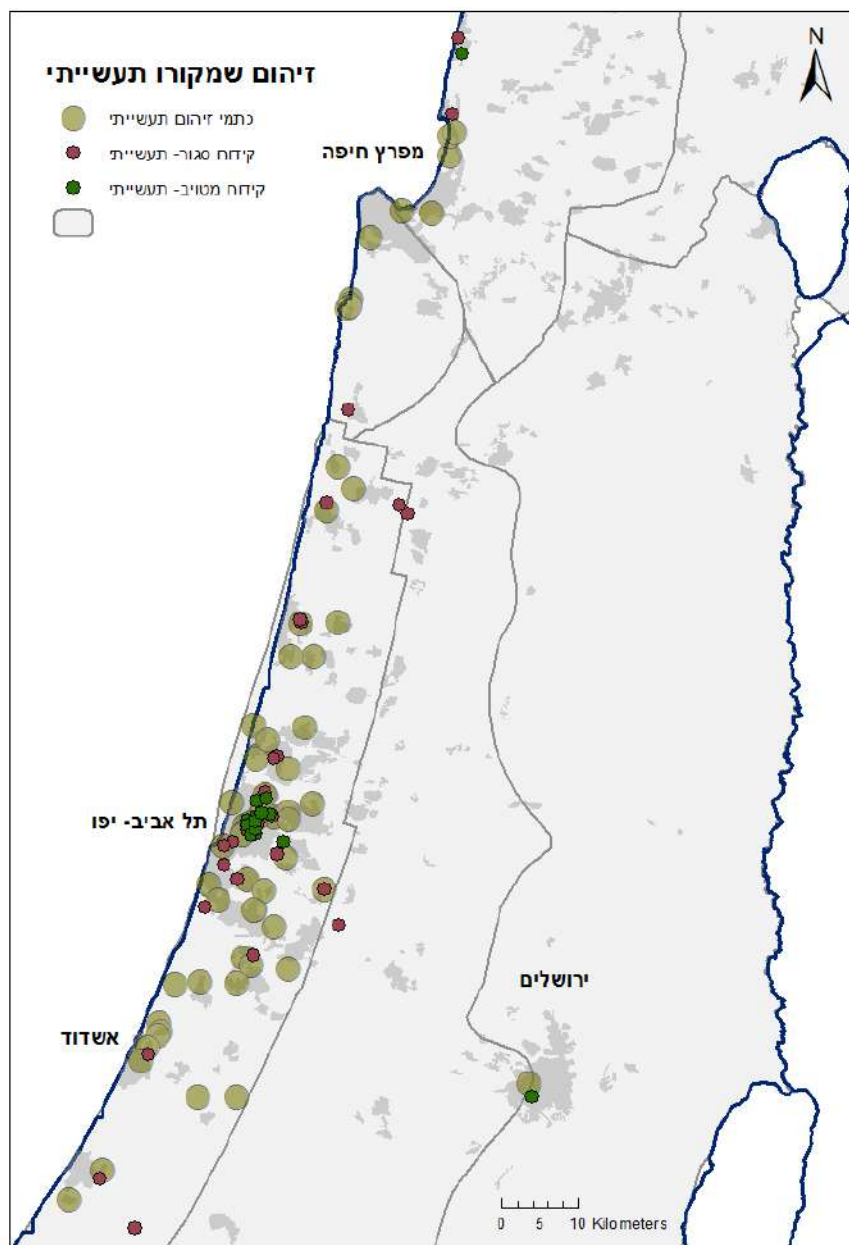 זיהום שמקורו תעשייתי
כתמי זיהום תעשייתי
קידוח סגור- תעשייתי
קידוח מטויב- תעשייתי
N
מפרץ חיפה
תל אביב- יפו
ירושלים
אשדוד
0 5 10 Kilometers